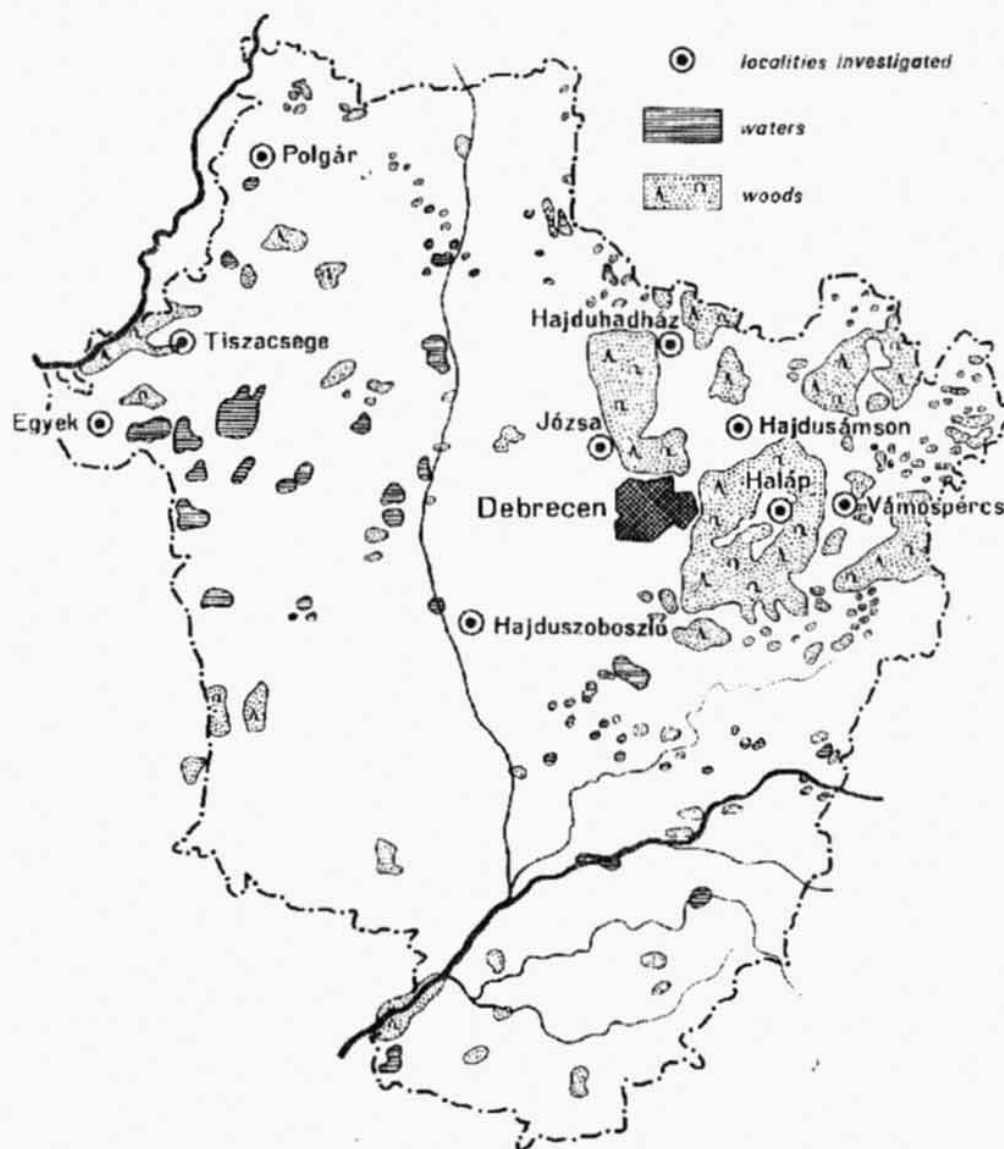 localities investigated
waters
woods
Polgár
Tiszacsege
Hajduhadház
Egyek
Józsa
Hajdusámson
Debrecen
Haláp
Vámospércs
Hajduszoboszló